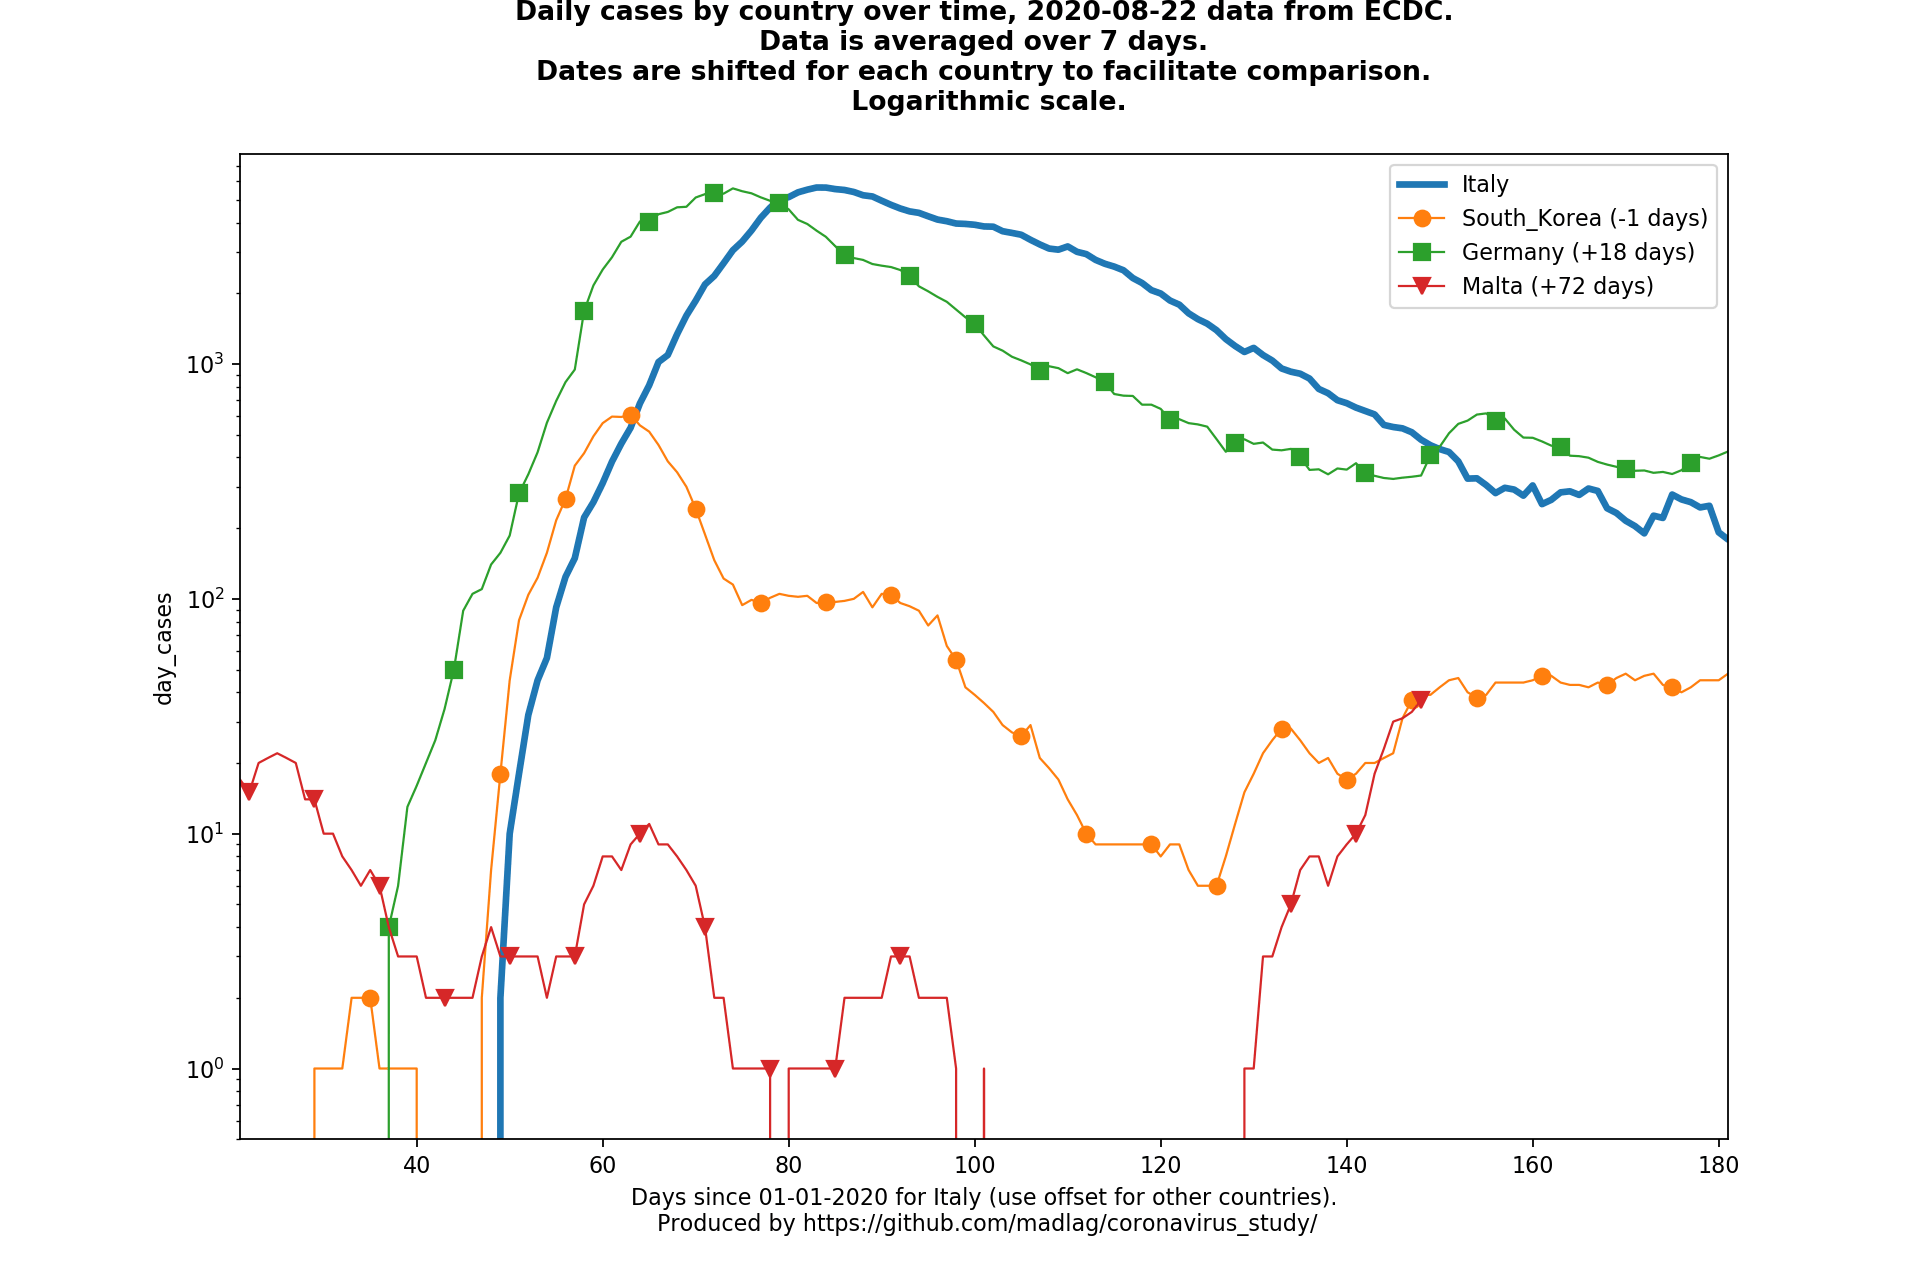 Daily cases by country over time, 2020-08-22 data from ECDC.
Data is averaged over 7 days.
Dates are shifted for each country to facilitate comparison.
Logarithmic scale.
Italy
South_Korea (-1 days)
Germany (+18 days)
Malta (+72 days)
day_cases
10³
10²
10¹
10⁰
40 60 80 100 120 140 160 180
Days since 01-01-2020 for Italy (use offset for other countries).
Produced by https://github.com/madlag/coronavirus_study/